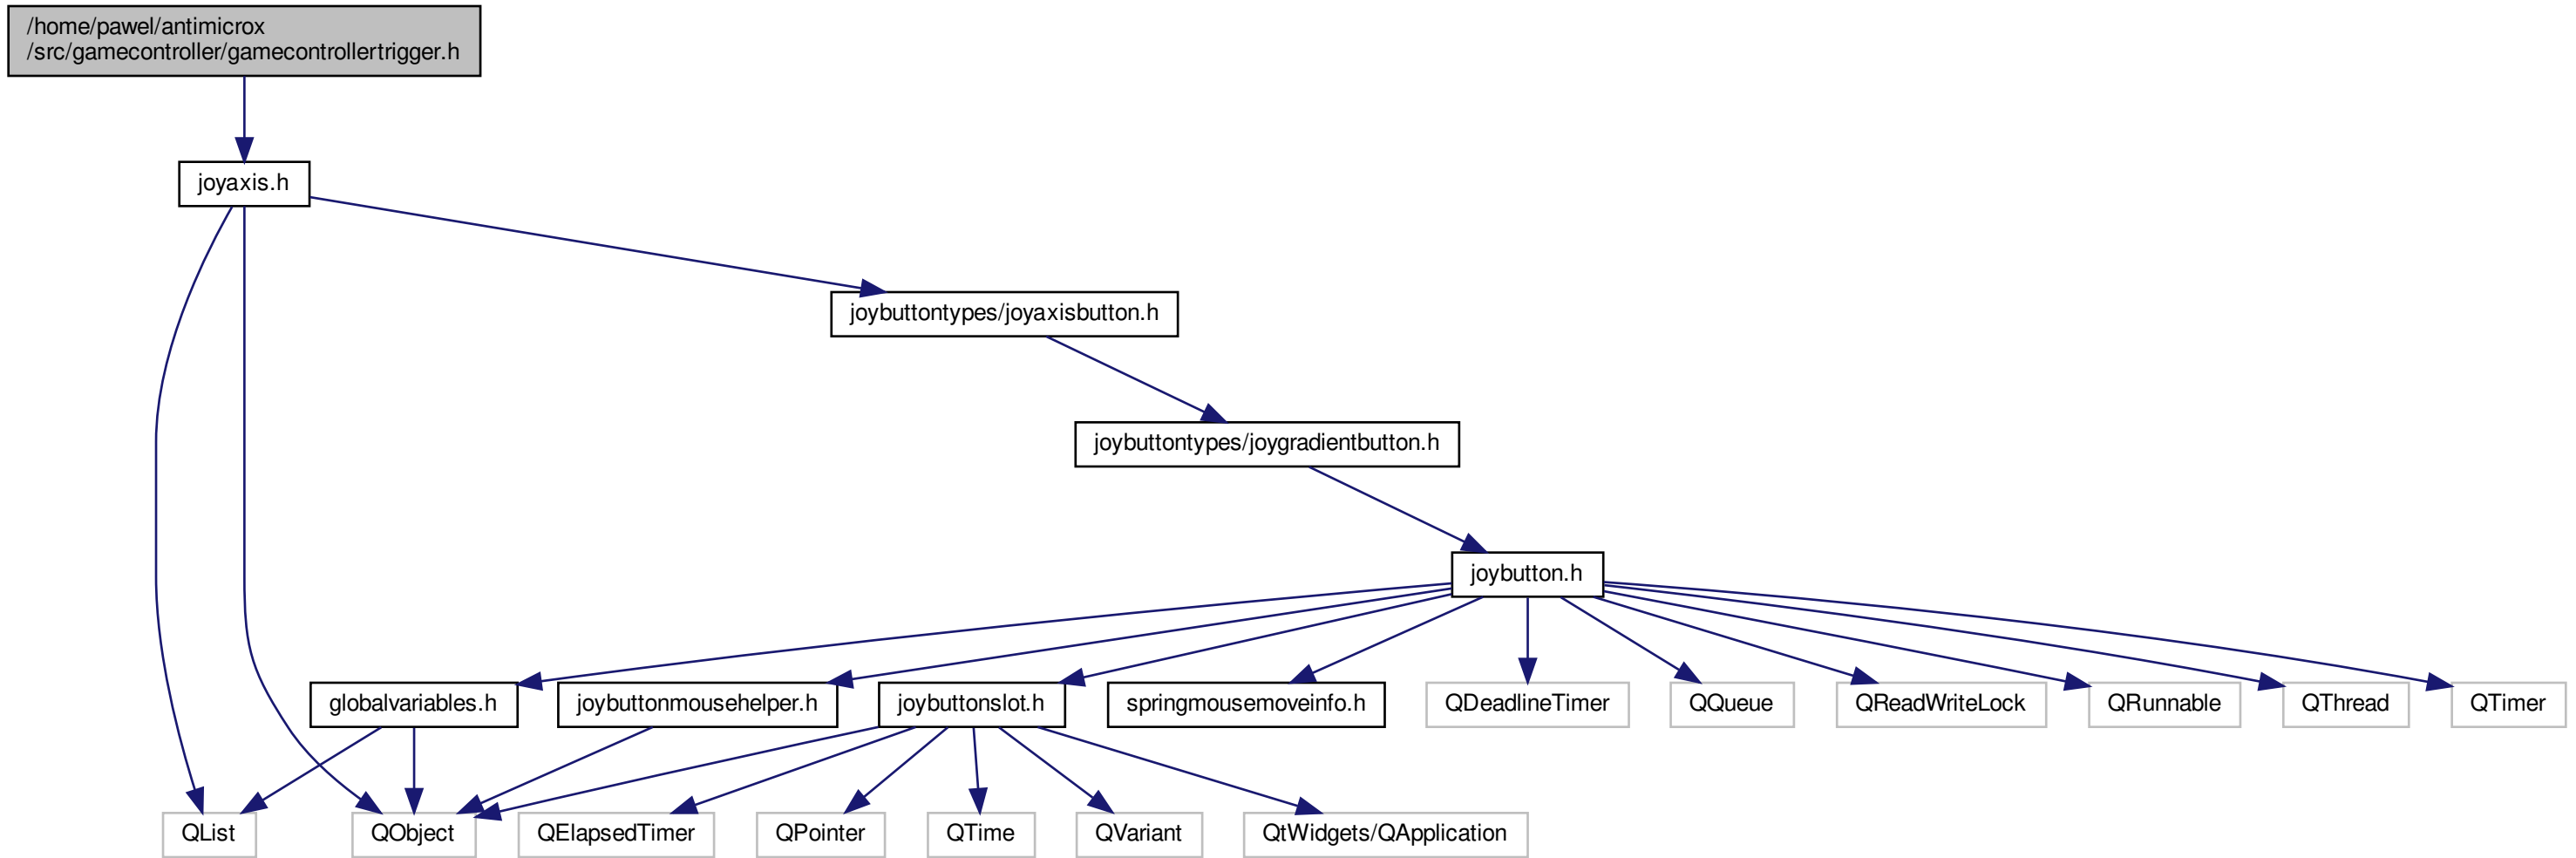 /home/pawel/antimicrox
/src/gamecontroller/gamecontrollertrigger.h
joyaxis.h
joybuttontypes/joyaxisbutton.h
joybuttontypes/joygradientbutton.h
joybutton.h
globalvariables.h
joybuttonmousehelper.h
joybuttonslot.h
springmousemoveinfo.h
QDeadlineTimer
QQueue
QReadWriteLock
QRunnable
QThread
QTimer
QList
QObject
QElapsedTimer
QPointer
QTime
QVariant
QtWidgets/QApplication